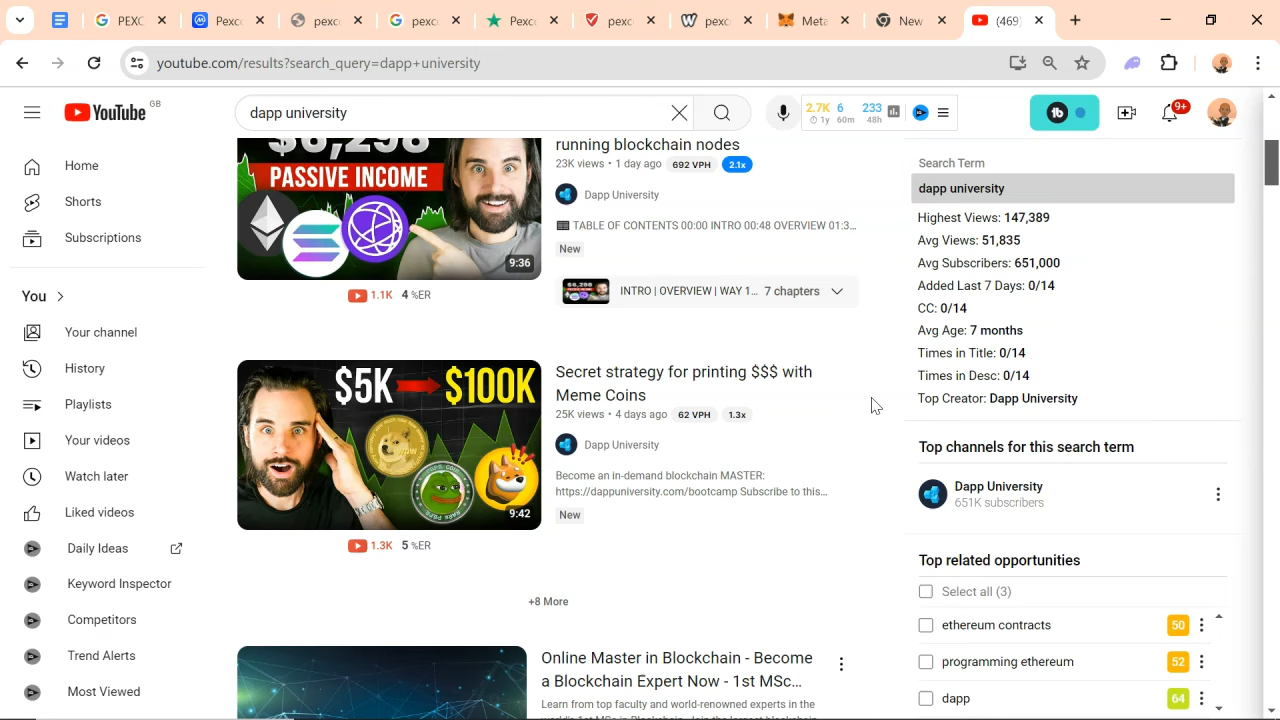 PEXC
Pexc
pexc
pexc
Pexc
pexc
pexc
Meta
New
(469)
youtube.com/results?search_query=dapp+university
YouTube GB
dapp university
2.7K 6 233
1y 60m 48h
9+
Home
Shorts
Subscriptions
You
Your channel
History
Playlists
Your videos
Watch later
Liked videos
Daily Ideas
Keyword Inspector
Competitors
Trend Alerts
Most Viewed
$6,298
PASSIVE INCOME
9:36
1.1K 4 %ER
running blockchain nodes
23K views • 1 day ago 692 VPH 2.1x
Dapp University
TABLE OF CONTENTS 00:00 INTRO 00:48 OVERVIEW 01:3...
New
INTRO | OVERVIEW | WAY 1... 7 chapters
$5K $100K
9:42
1.3K 5 %ER
Secret strategy for printing $$$ with
Meme Coins
25K views • 4 days ago 62 VPH 1.3x
Dapp University
Become an in-demand blockchain MASTER:
https://dappuniversity.com/bootcamp Subscribe to this...
New
+8 More
Online Master in Blockchain - Become
a Blockchain Expert Now - 1st MSc...
Learn from top faculty and world-renowned experts in the
Search Term
dapp university
Highest Views: 147,389
Avg Views: 51,835
Avg Subscribers: 651,000
Added Last 7 Days: 0/14
CC: 0/14
Avg Age: 7 months
Times in Title: 0/14
Times in Desc: 0/14
Top Creator: Dapp University
Top channels for this search term
Dapp University
651K subscribers
Top related opportunities
Select all (3)
ethereum contracts 50
programming ethereum 52
dapp 64